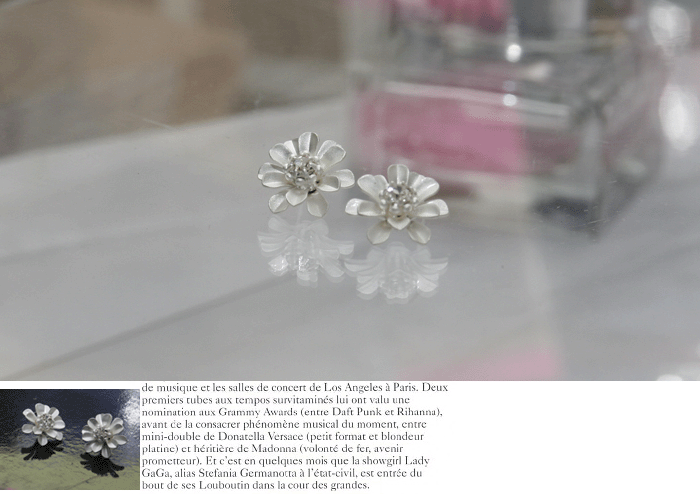 de musique et les salles de concert de Los Angeles à Paris. Deux
premiers tubes aux tempos survitaminés lui ont valu une
nomination aux Grammy Awards (entre Daft Punk et Rihanna),
avant de la consacrer phénomène musical du moment, entre
mini-double de Donatella Versace (petit format et blondeur
platine) et héritière de Madonna (volonté de fer, avenir
prometteur). Et c'est en quelques mois que la showgirl Lady
GaGa, alias Stefania Germanotta à l'état-civil, est entrée du
bout de ses Louboutin dans la cour des grandes.